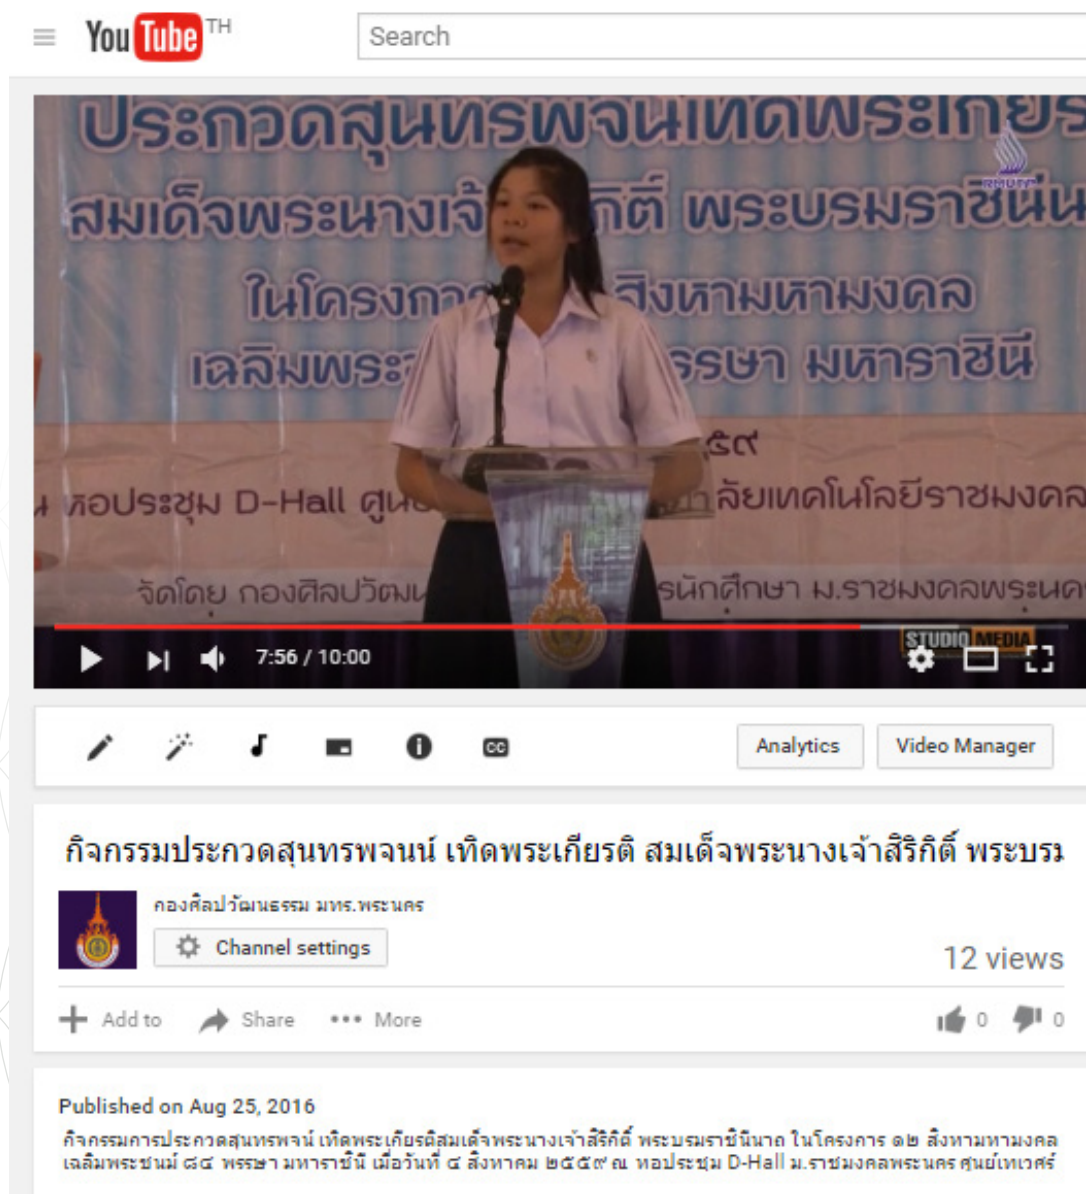 YouTube TH
Search
ประกวดสุนทรพจน์เทิดพระเกียร
RMUTP
สมเด็จพระนางเจ้ กิติ์ พระบรมราชินีน
ในโครงกา สิงหามหามงคล
เฉลิมพระ รรษา มหาราชินี
๕๙
ณ หอประชุม D-Hall ศูน ลัยเทคโนโลยีราชมงคล
จัดโดย กองศิลปวัฒน รนักศึกษา ม.ราชมงคลพระนค
STUDIO MEDIA
7:56 / 10:00
CC
Analytics
Video Manager
กิจกรรมประกวดสุนทรพจนน์ เทิดพระเกียรติ สมเด็จพระนางเจ้าสิริกิติ์ พระบรม
กองศิลปวัฒนธรรม มทร.พระนคร
Channel settings
12 views
Add to Share More 0 0
Published on Aug 25, 2016
กิจกรรมการประกวดสุนทรพจน์ เทิดพระเกียรติสมเด็จพระนางเจ้าสิริกิติ์ พระบรมราชินีนาถ ในโครงการ ๑๒ สิงหามหามงคล
เฉลิมพระชนม์ ๘๔ พรรษา มหาราชินี เมื่อวันที่ ๔ สิงหาคม ๒๕๕๙ ณ หอประชุม D-Hall ม.ราชมงคลพระนคร ศูนย์เทเวศร์